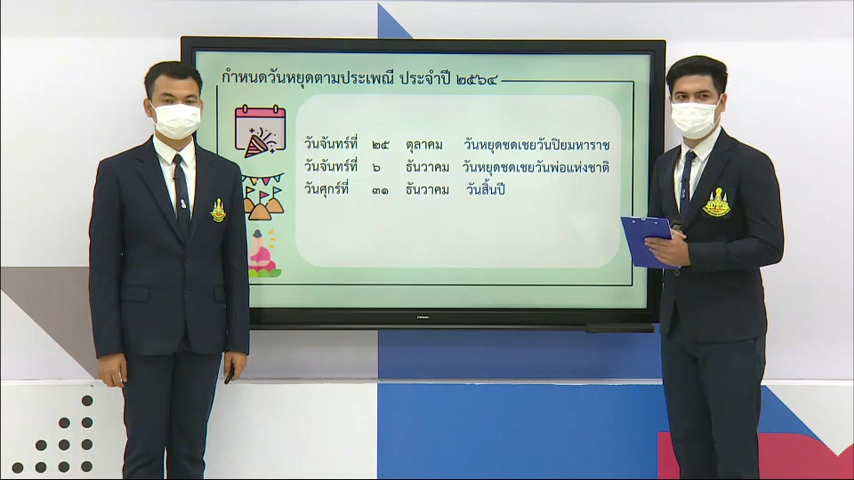 กำหนดวันหยุดตามประเพณี ประจำปี ๒๕๖๔
วันจันทร์ที่ ๒๕ ตุลาคม วันหยุดชดเชยวันปิยมหาราช
วันจันทร์ที่ ๖ ธันวาคม วันหยุดชดเชยวันพ่อแห่งชาติ
วันศุกร์ที่ ๓๑ ธันวาคม วันสิ้นปี